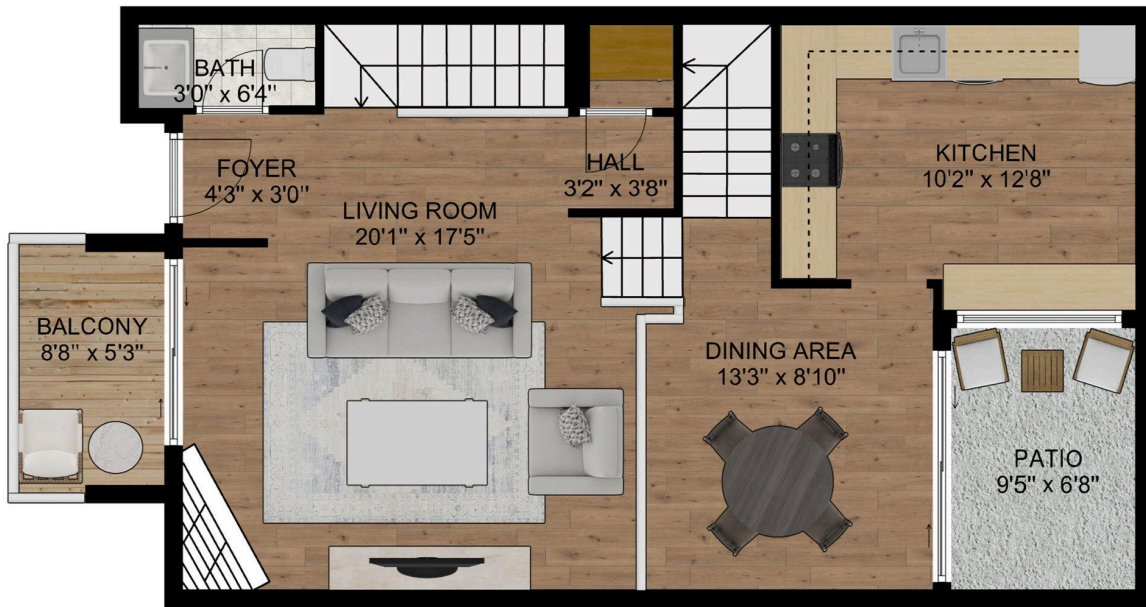 BATH
3'0" x 6'4"
FOYER
4'3" x 3'0"
HALL
3'2" x 3'8"
KITCHEN
10'2" x 12'8"
LIVING ROOM
20'1" x 17'5"
BALCONY
8'8" x 5'3"
DINING AREA
13'3" x 8'10"
PATIO
9'5" x 6'8"